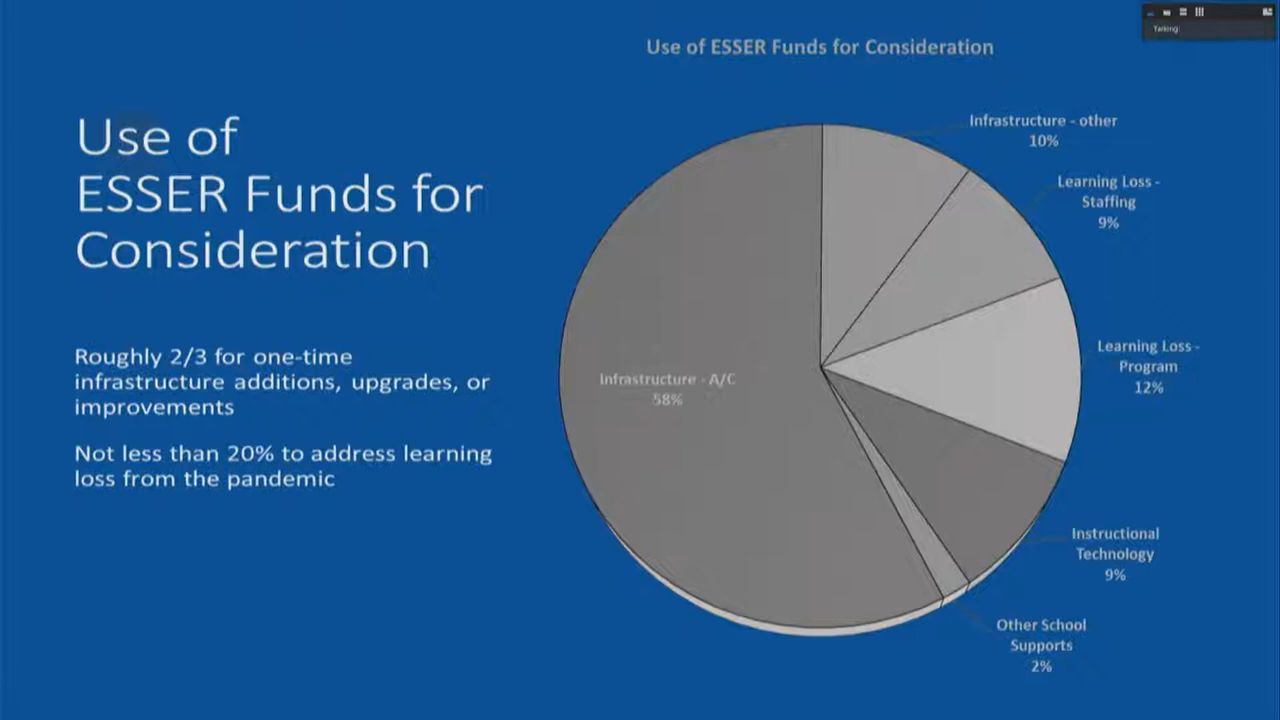 Use of ESSER Funds for Consideration
Talking:
Use of
ESSER Funds for
Consideration
Roughly 2/3 for one-time
infrastructure additions, upgrades, or
improvements
Not less than 20% to address learning
loss from the pandemic
Infrastructure - other
10%
Learning Loss -
Staffing
9%
Learning Loss -
Program
12%
Infrastructure - A/C
58%
Instructional
Technology
9%
Other School
Supports
2%